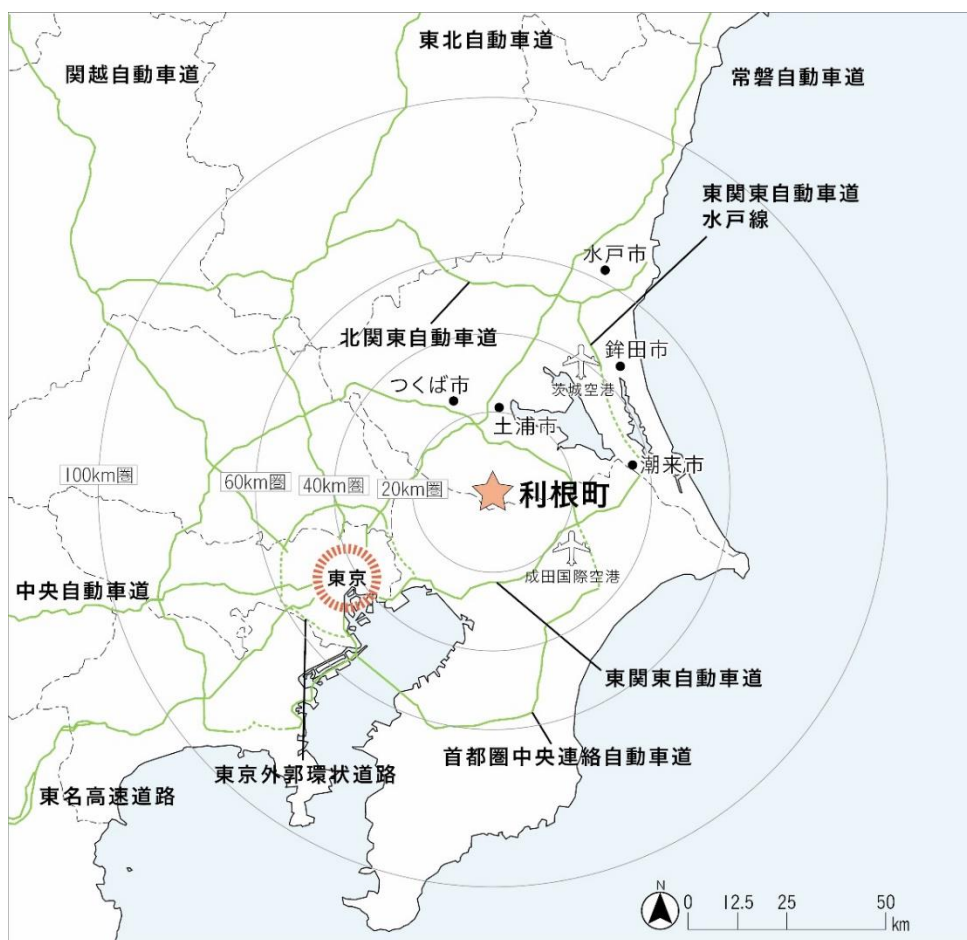 東北自動車道
関越自動車道
常磐自動車道
東関東自動車道
水戸線
水戸市
北関東自動車道
鉾田市
茨城空港
つくば市
土浦市
潮来市
100km圏
60km圏
40km圏
20km圏
利根町
東京
成田国際空港
中央自動車道
東関東自動車道
首都圏中央連絡自動車道
東京外郭環状道路
東名高速道路
N
0 12.5 25 50
km